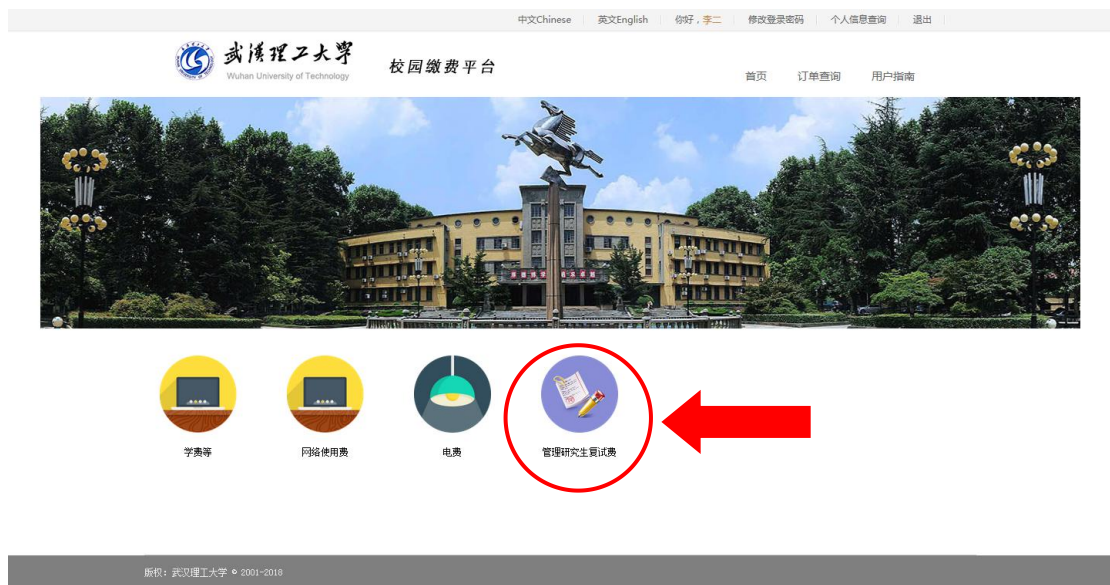 中文Chinese 英文English 你好，李二 修改登录密码 个人信息查询 退出
武汉理工大学
Wuhan University of Technology
校园缴费平台
首页 订单查询 用户指南
学费等 网络使用费 电费 管理研究生复试费
版权：武汉理工大学 © 2001-2018